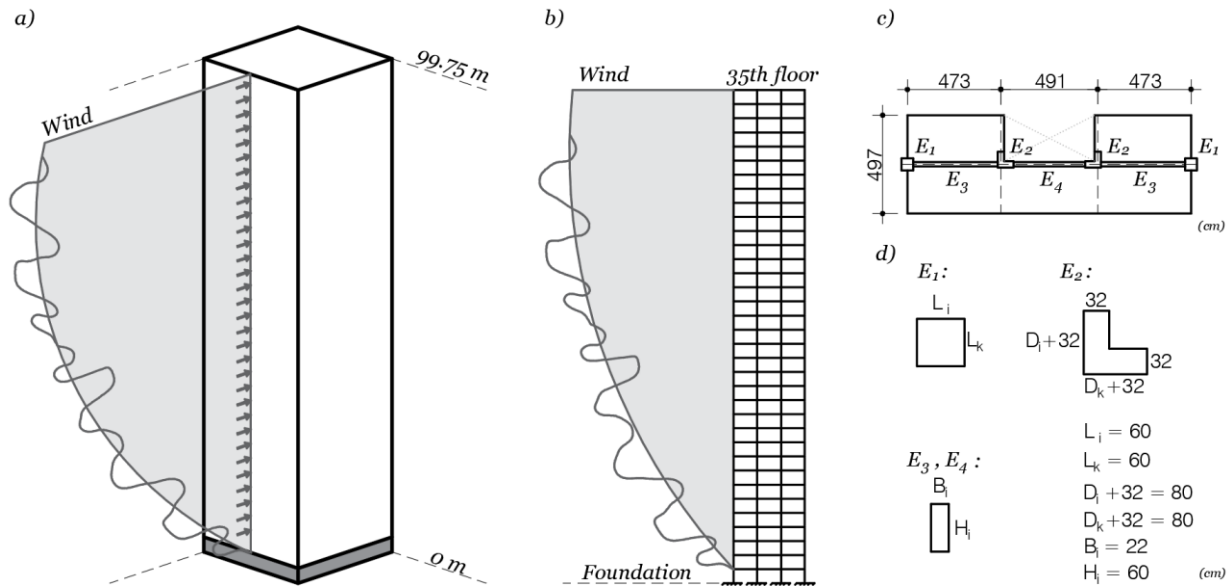 a)
99.75 m
Wind
0 m
b)
Wind
35th floor
Foundation
c)
473 491 473
497
E₁ E₂ E₂ E₁
E₃ E₄ E₃
(cm)
d)
E₁:
Lᵢ
Lₖ
E₂:
32
Dᵢ+32
32
Dₖ+32
E₃ , E₄ :
Bᵢ
Hᵢ
Lᵢ = 60
Lₖ = 60
Dᵢ+32 = 80
Dₖ+32 = 80
Bᵢ = 22
Hᵢ = 60 (cm)